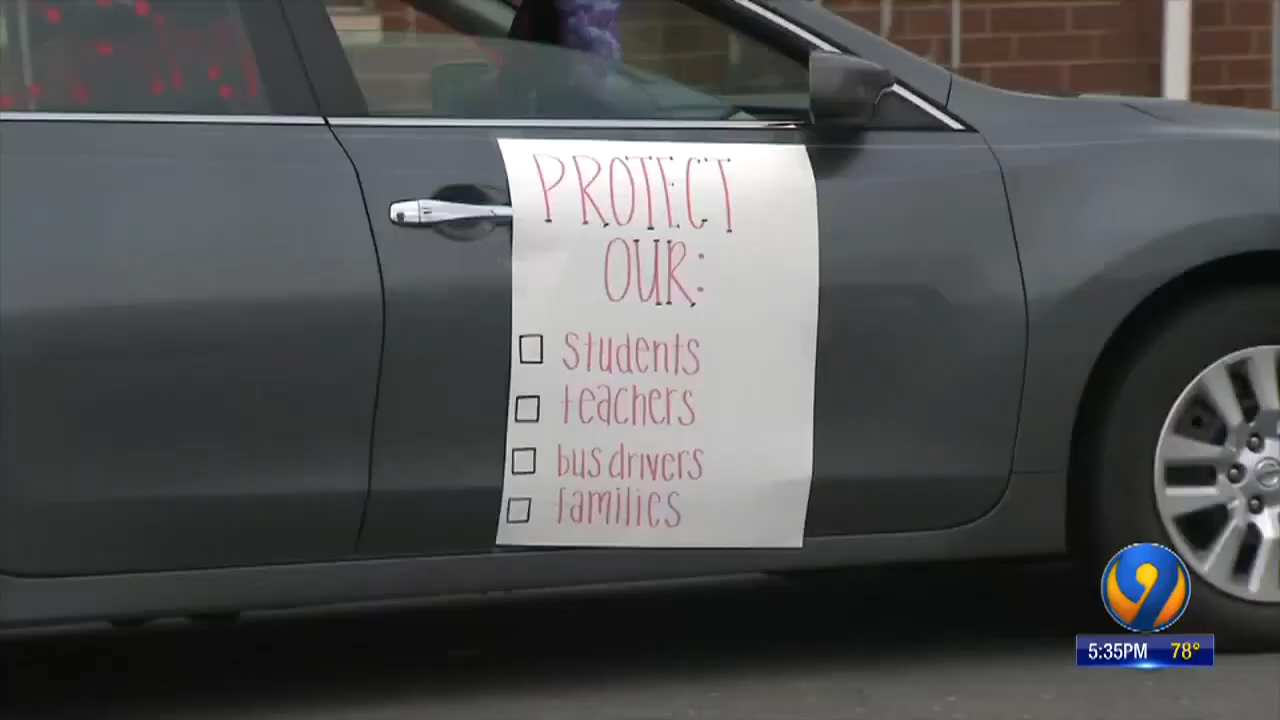 PROTECT
OUR:
students
teachers
bus drivers
families
9
5:35PM 78°